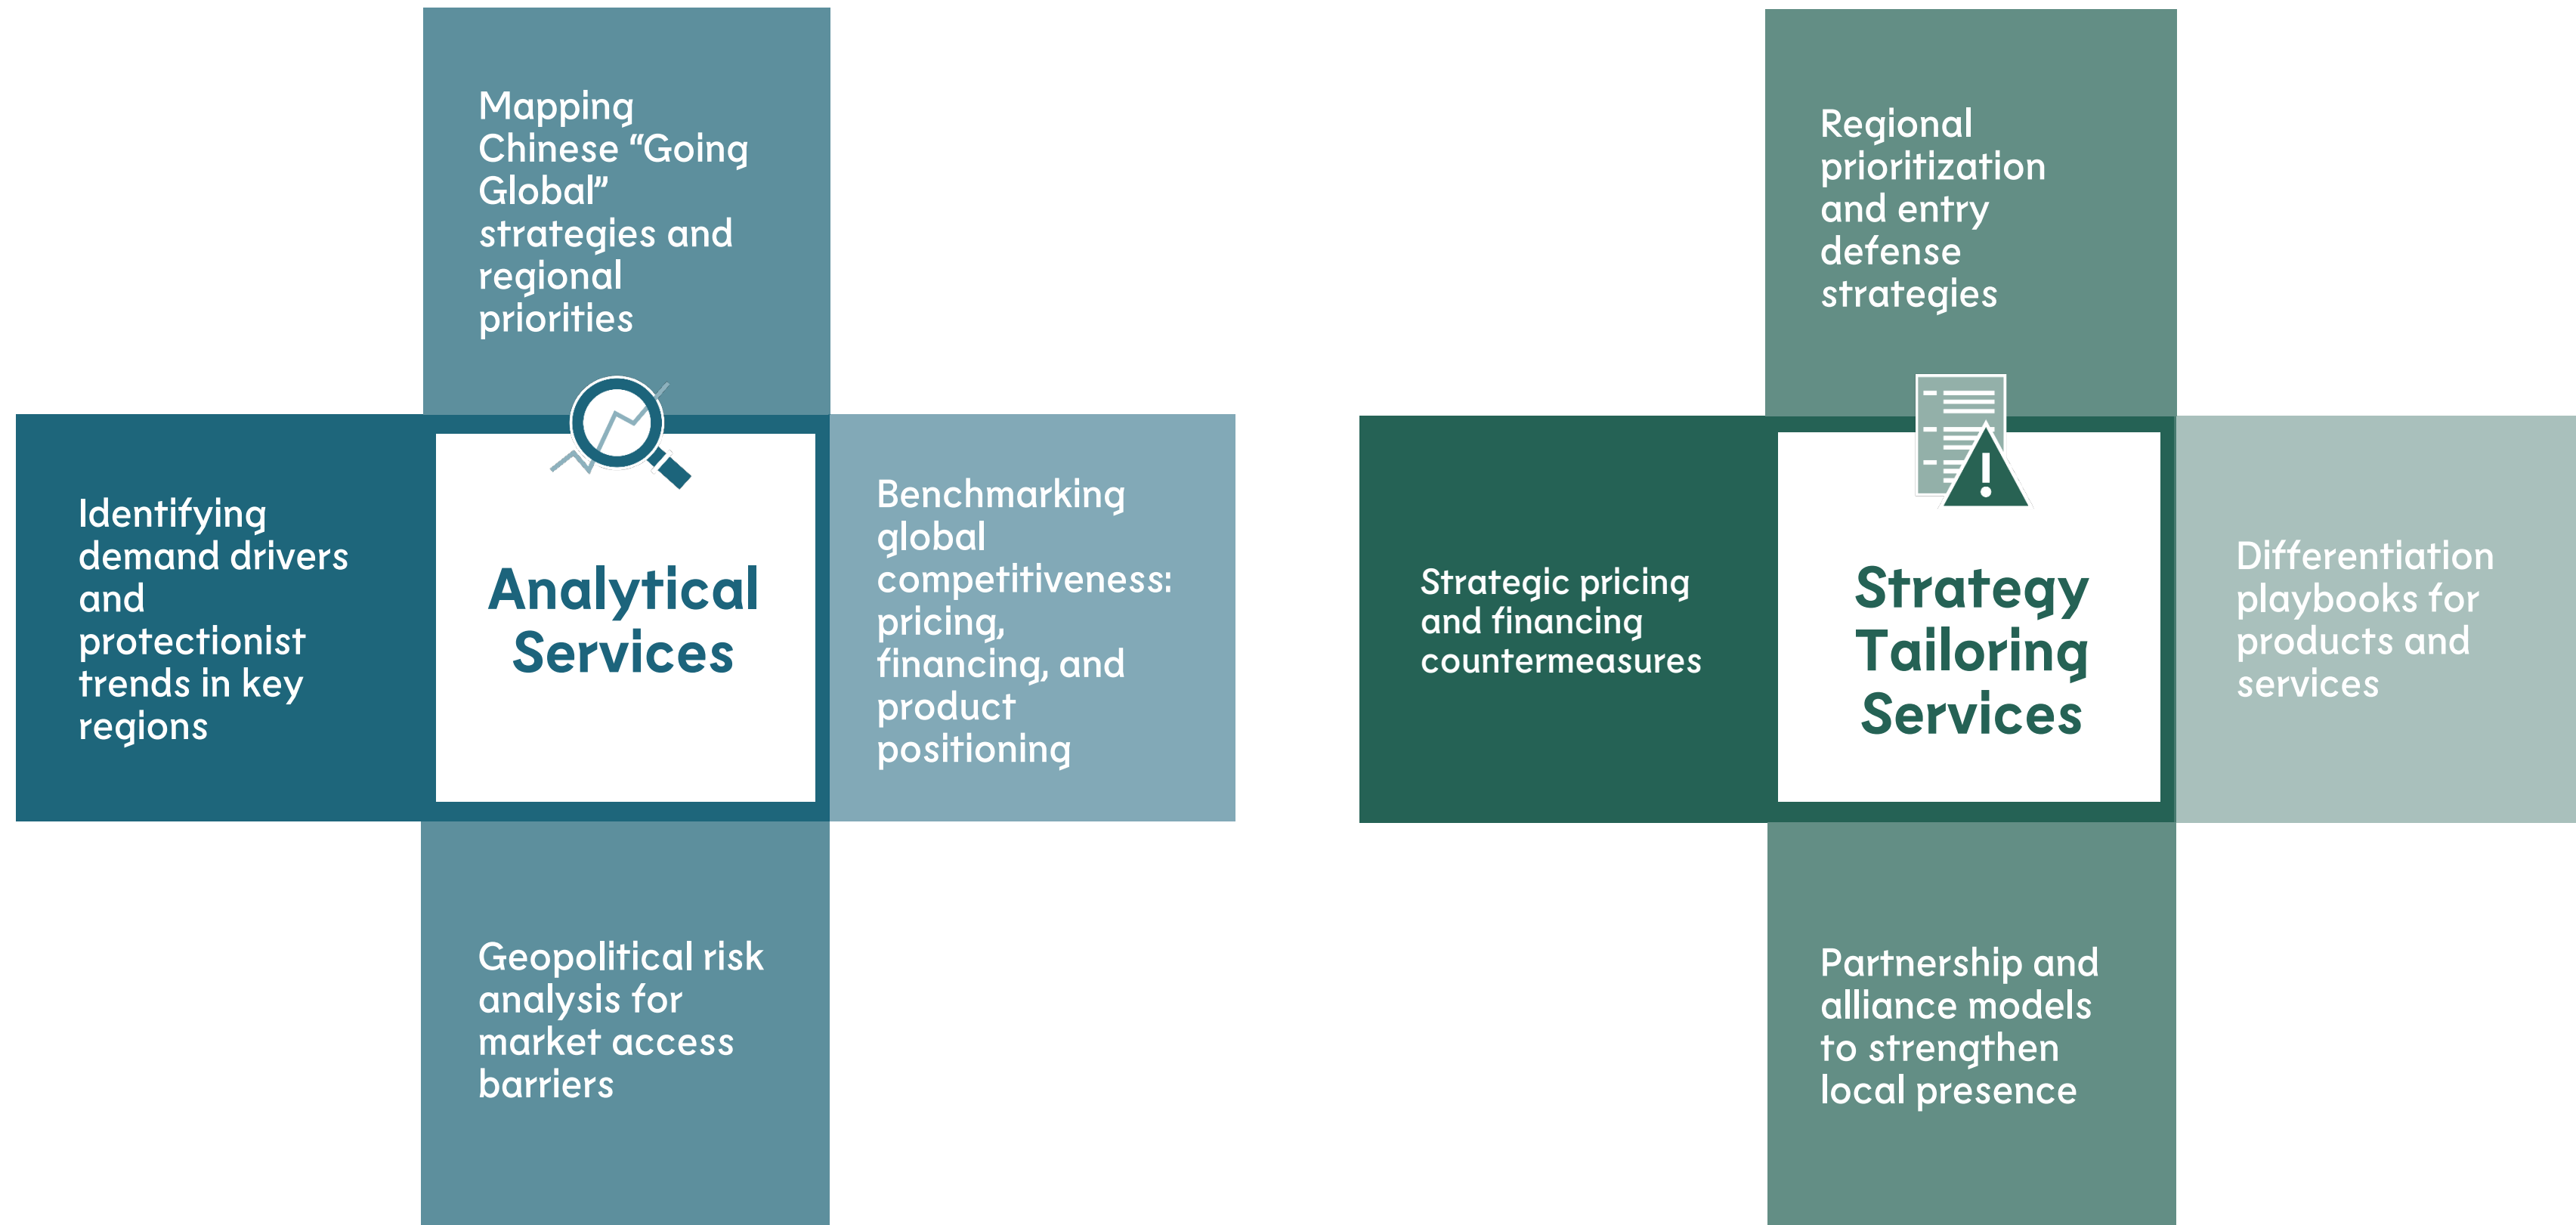 Mapping
Chinese “Going
Global”
strategies and
regional
priorities
Identifying
demand drivers
and
protectionist
trends in key
regions
Analytical
Services
Benchmarking
global
competitiveness:
pricing,
financing, and
product
positioning
Geopolitical risk
analysis for
market access
barriers
Regional
prioritization
and entry
defense
strategies
Strategic pricing
and financing
countermeasures
Strategy
Tailoring
Services
Differentiation
playbooks for
products and
services
Partnership and
alliance models
to strengthen
local presence